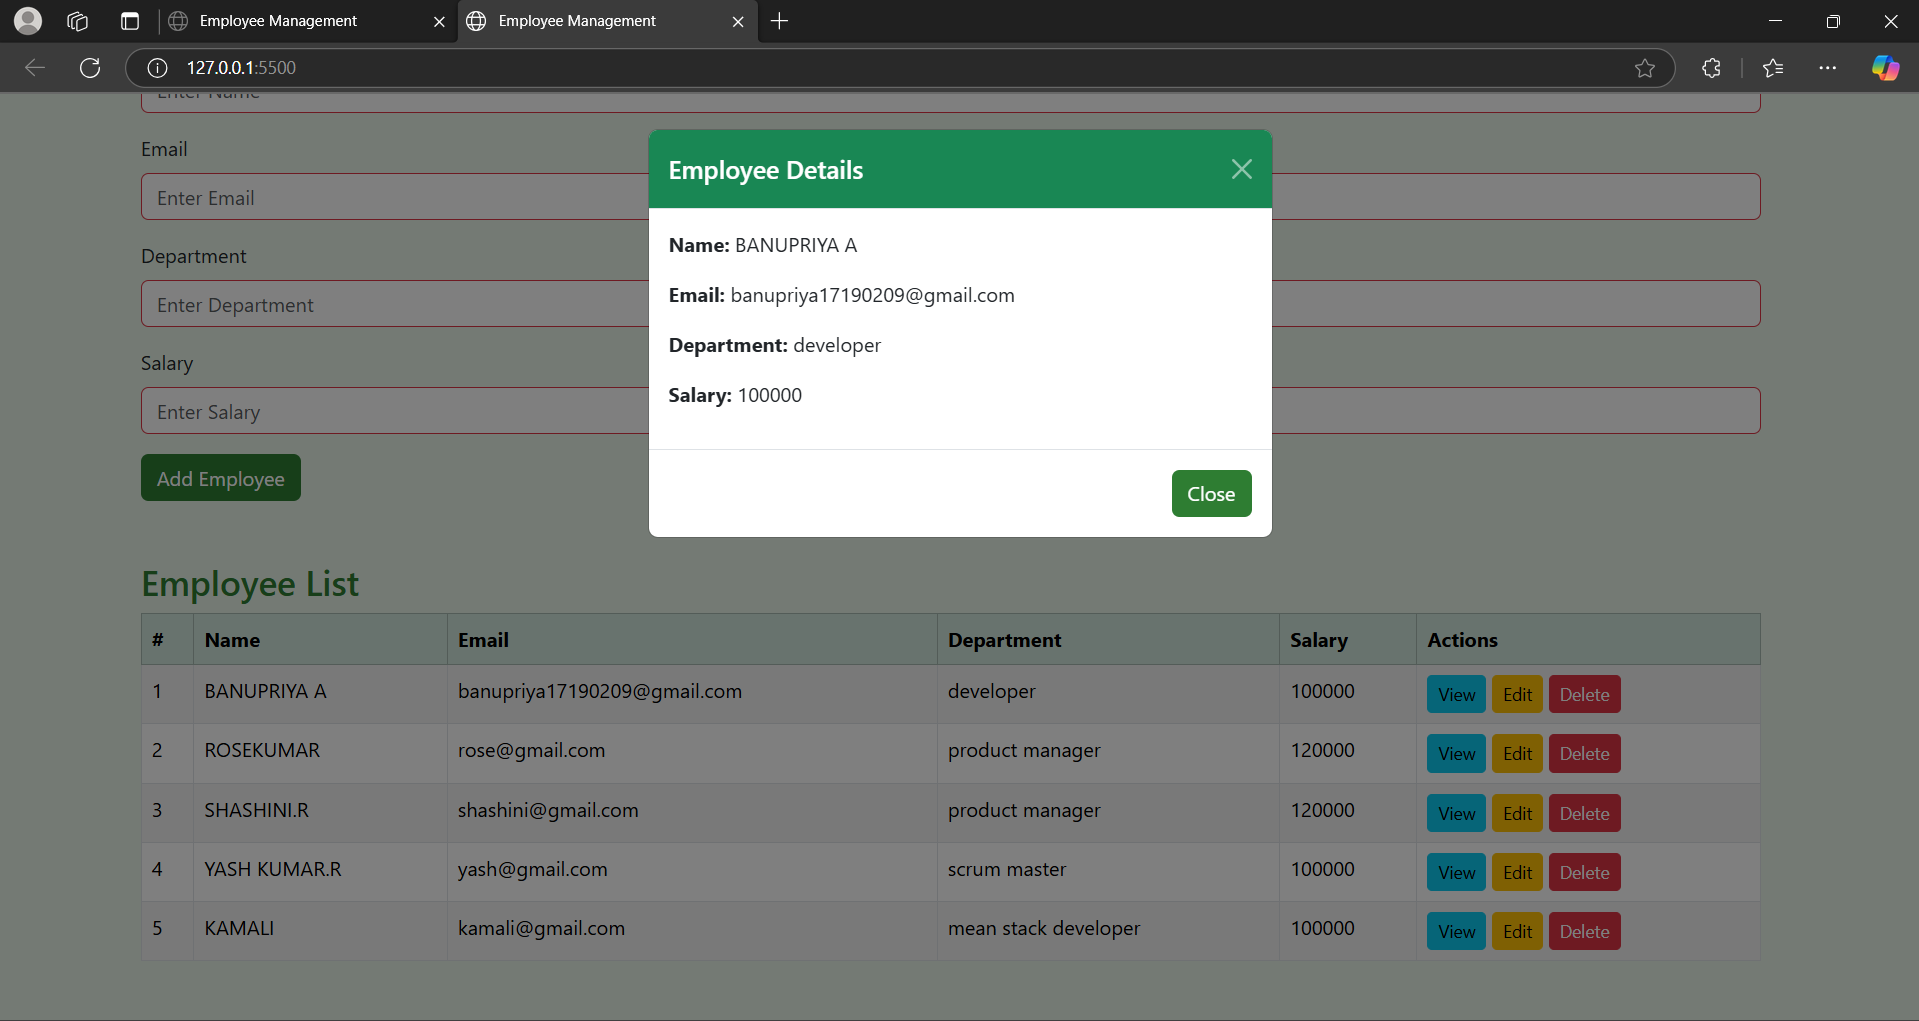 Employee Management
Employee Management
127.0.0.1:5500
Enter Name
Email
Enter Email
Department
Enter Department
Salary
Enter Salary
Add Employee
Employee Details
Name: BANUPRIYA A
Email: banupriya17190209@gmail.com
Department: developer
Salary: 100000
Close
Employee List
# Name Email Department Salary Actions
1 BANUPRIYA A banupriya17190209@gmail.com developer 100000 View Edit Delete
2 ROSEKUMAR rose@gmail.com product manager 120000 View Edit Delete
3 SHASHINI.R shashini@gmail.com product manager 120000 View Edit Delete
4 YASH KUMAR.R yash@gmail.com scrum master 100000 View Edit Delete
5 KAMALI kamali@gmail.com mean stack developer 100000 View Edit Delete